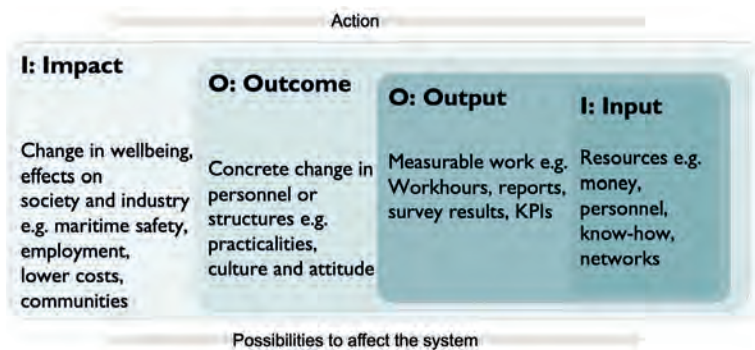 Action
I: Impact
Change in wellbeing,
effects on
society and industry
e.g. maritime safety,
employment,
lower costs,
communities
O: Outcome
Concrete change in
personnel or
structures e.g.
practicalities,
culture and attitude
O: Output
Measurable work e.g.
Workhours, reports,
survey results, KPIs
I: Input
Resources e.g.
money,
personnel,
know-how,
networks
Possibilities to affect the system